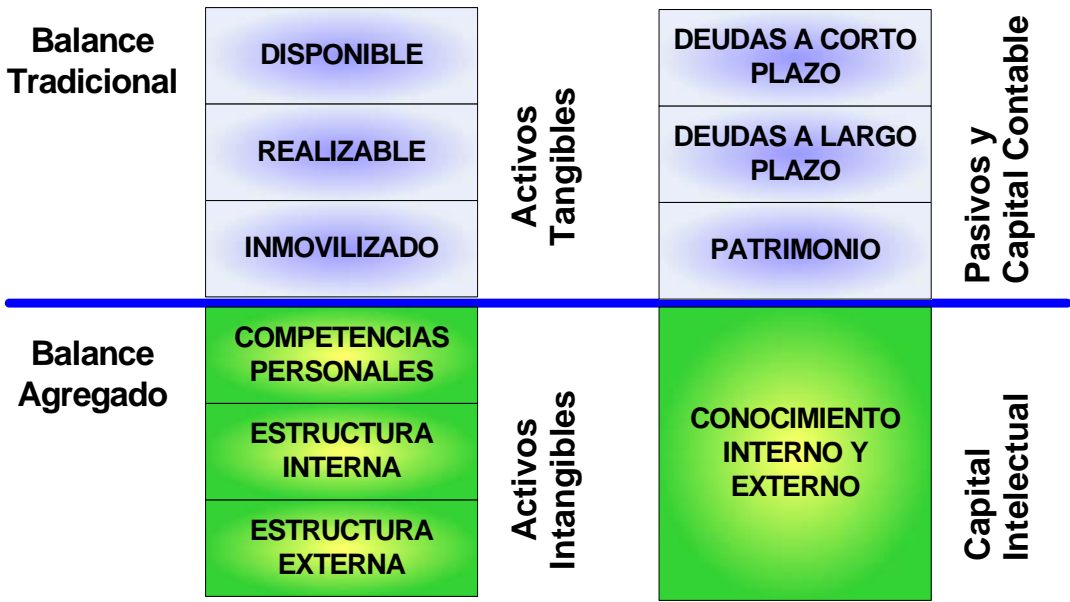 Balance
Tradicional
DISPONIBLE
REALIZABLE
INMOVILIZADO
Activos
Tangibles
DEUDAS A CORTO
PLAZO
DEUDAS A LARGO
PLAZO
PATRIMONIO
Pasivos y
Capital Contable
Balance
Agregado
COMPETENCIAS
PERSONALES
ESTRUCTURA
INTERNA
ESTRUCTURA
EXTERNA
Activos
Intangibles
CONOCIMIENTO
INTERNO Y
EXTERNO
Capital
Intelectual